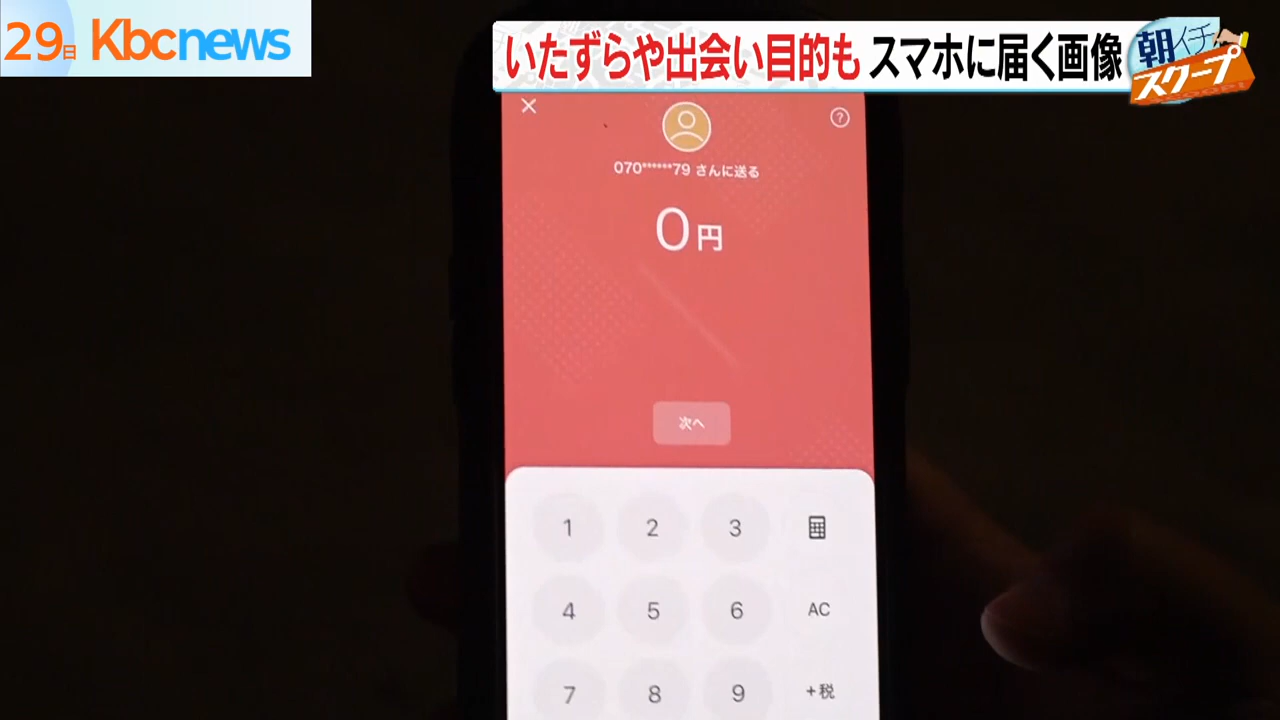 29日 Kbcnews
いたずらや出会い目的も スマホに届く画像
朝イチスクープ
×
?
070******79 さんに送る
0円
次へ
1 2 3
4 5 6 AC
7 8 9 +税